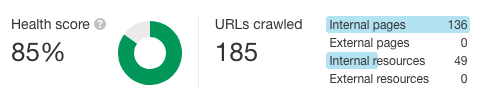 Health score ?
85%
URLs crawled
185
Internal pages 136
External pages 0
Internal resources 49
External resources 0